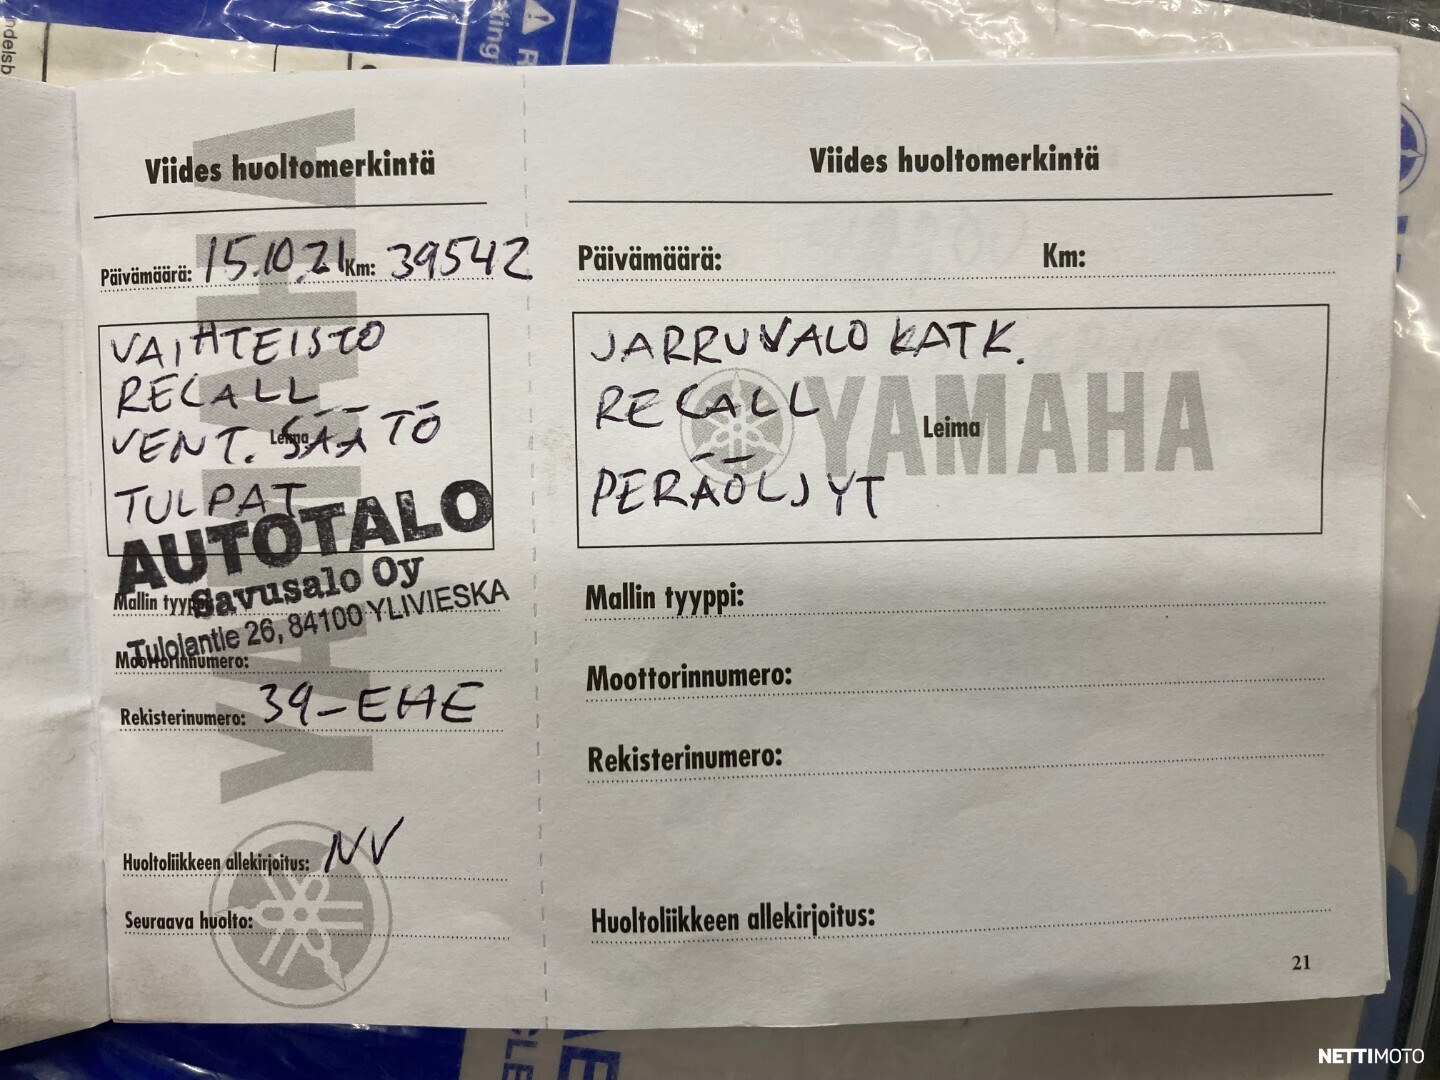 Viides huoltomerkintä
Päivämäärä: 15.10.21 Km: 39542
VAIHTEISTO
RECALL
VENT. SÄÄTÖ
Leima
TULPAT
AUTOTALO
Savusalo Oy
Tulolantie 26, 84100 YLIVIESKA
Mallin tyyppi:
Moottorinnumero:
Rekisterinumero: 39-EHE
Huoltoliikkeen allekirjoitus: NV
Seuraava huolto:
YAMAHA
Viides huoltomerkintä
Päivämäärä: Km:
JARRUVALO KATK.
RECALL
YAMAHA
Leima
PERÄÖLJYT
Mallin tyyppi:
Moottorinnumero:
Rekisterinumero:
Huoltoliikkeen allekirjoitus:
21
NETTIMOTO